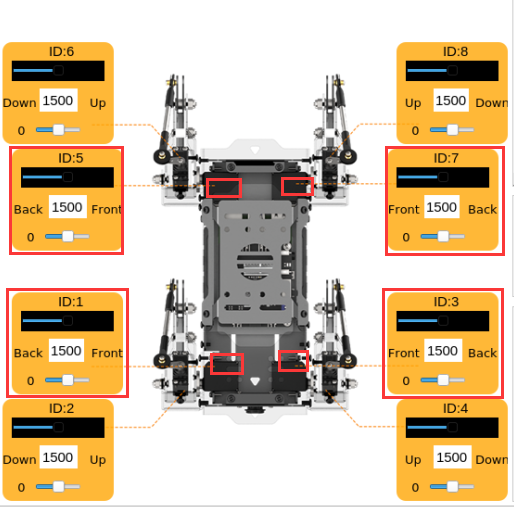 ID:6
Down 1500 Up
0
ID:8
Up 1500 Down
0
ID:5
Back 1500 Front
0
ID:7
Front 1500 Back
0
ID:1
Back 1500 Front
0
ID:3
Front 1500 Back
0
ID:2
Down 1500 Up
0
ID:4
Up 1500 Down
0